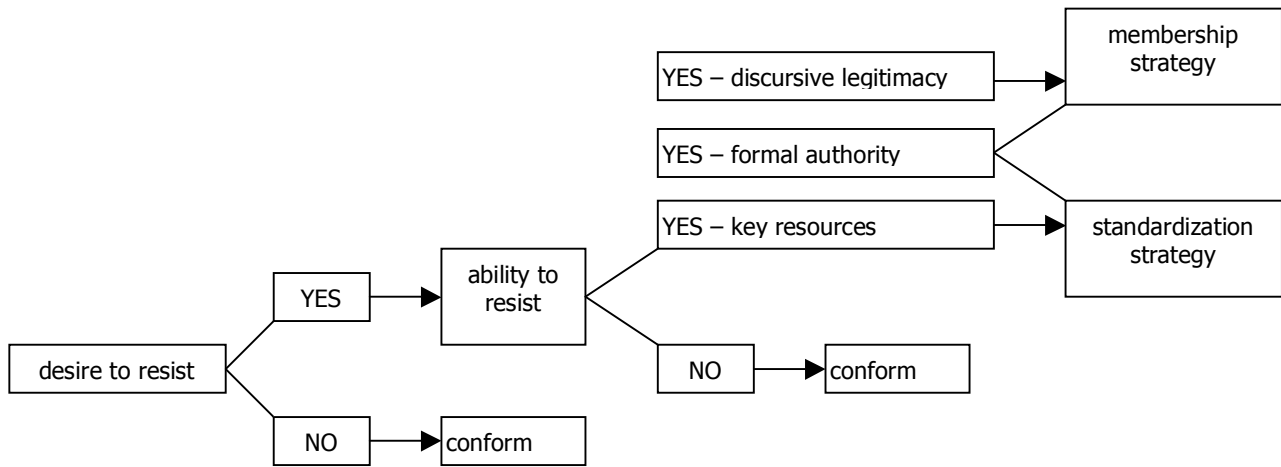 membership
strategy
YES – discursive legitimacy
YES – formal authority
YES – key resources
standardization
strategy
ability to
resist
YES
desire to resist
NO
conform
NO
conform